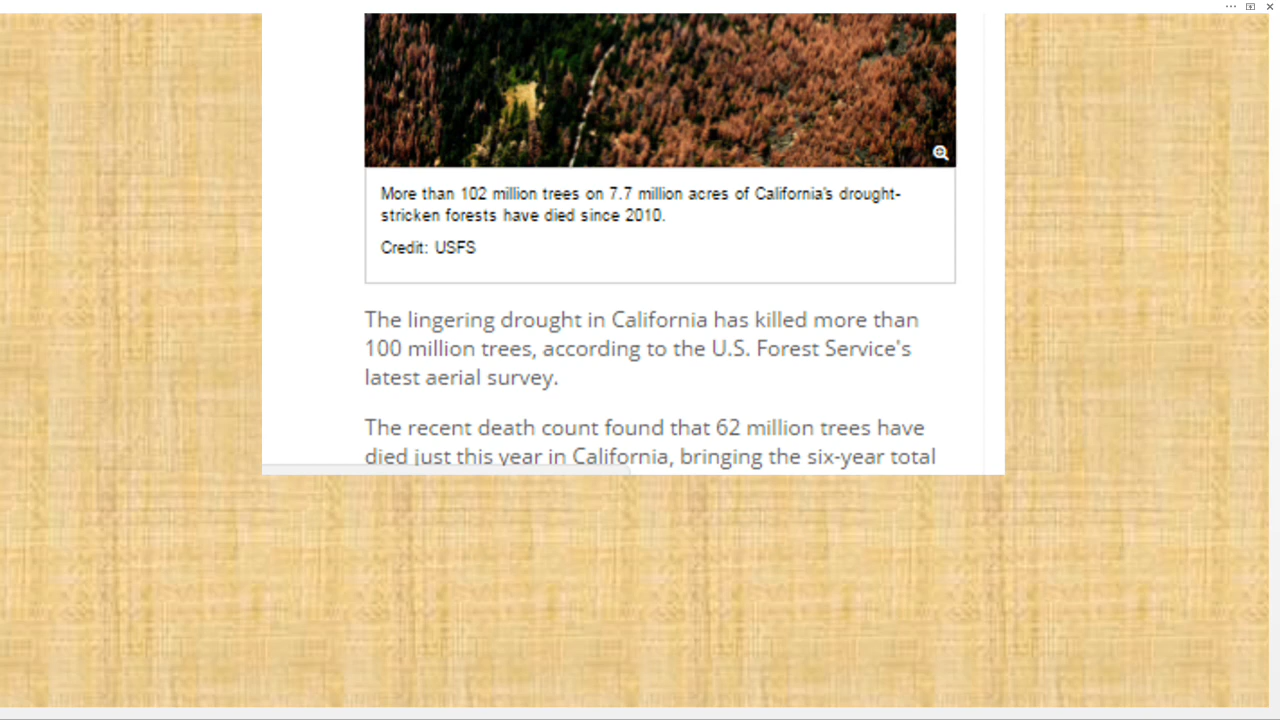 More than 102 million trees on 7.7 million acres of California's drought-
stricken forests have died since 2010.
Credit: USFS
The lingering drought in California has killed more than
100 million trees, according to the U.S. Forest Service's
latest aerial survey.
The recent death count found that 62 million trees have
died just this year in California, bringing the six-year total